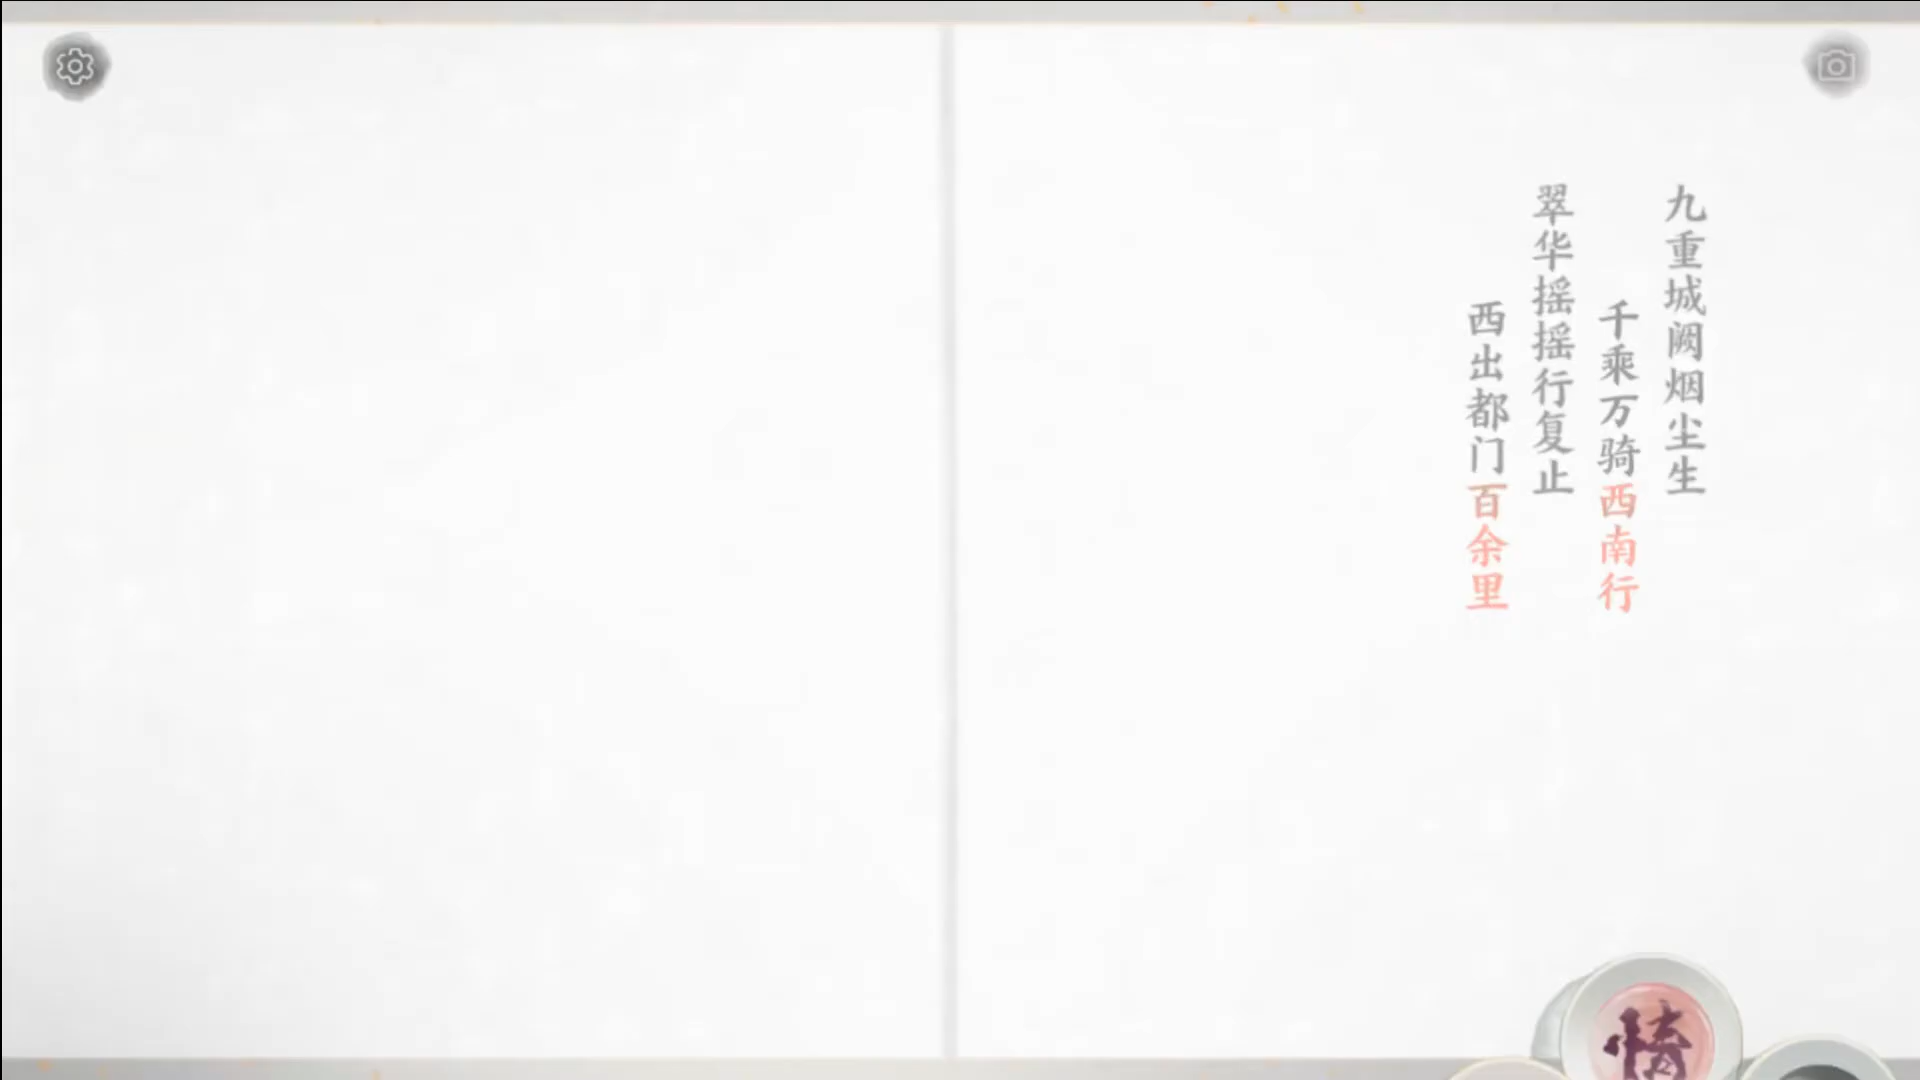 九重城阙烟尘生
千乘万骑西南行
翠华摇摇行复止
西出都门百余里
情